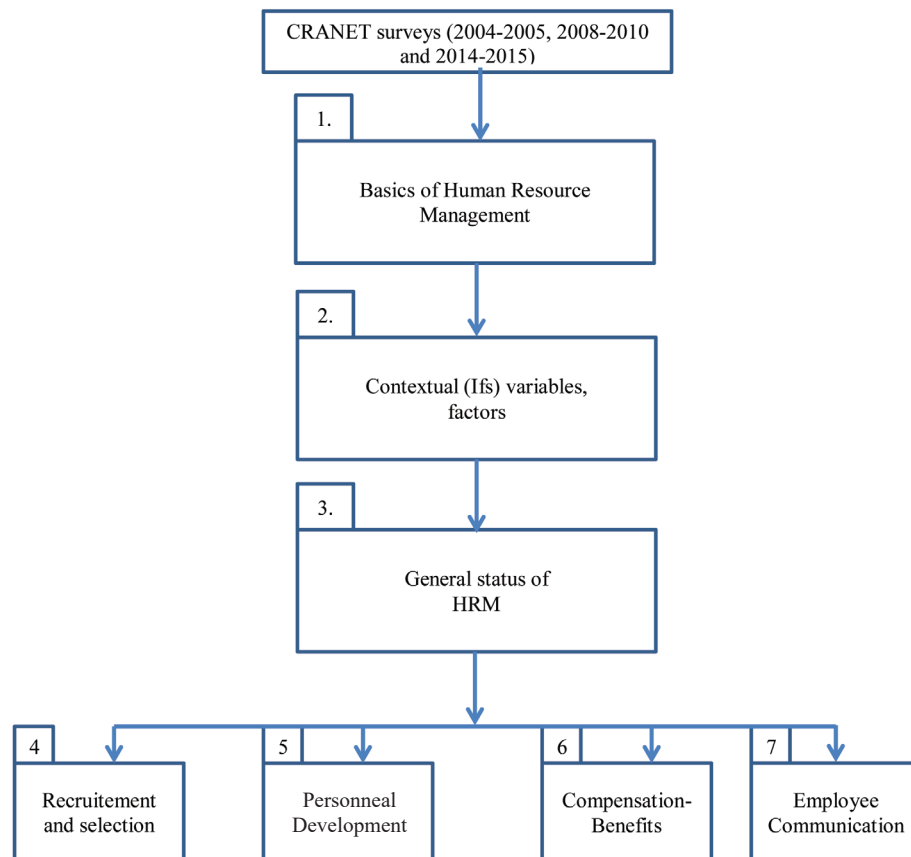 CRANET surveys (2004-2005, 2008-2010
and 2014-2015)
1.
Basics of Human Resource
Management
2.
Contextual (Ifs) variables,
factors
3.
General status of
HRM
4
Recruitement
and selection
5
Personneal
Development
6
Compensation-
Benefits
7
Employee
Communication